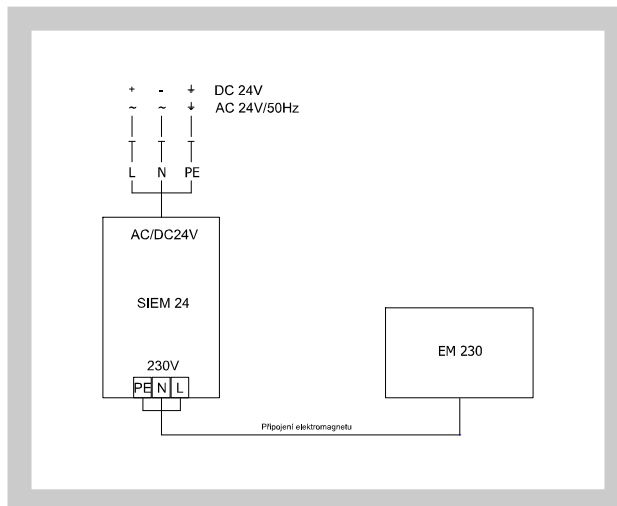 + - ⏚ DC 24V
~ ~ ⏚ AC 24V/50Hz
L N PE
AC/DC24V
SIEM 24
230V
PE N L
EM 230
Připojení elektromagnetu